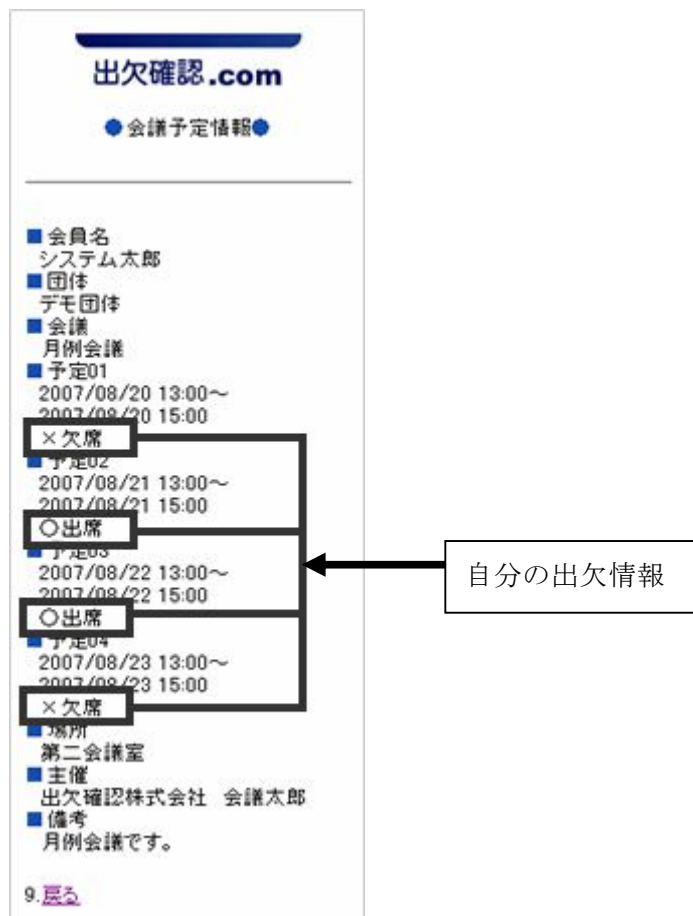 出欠確認.com
●会議予定情報●
■会員名
システム太郎
■団体
デモ団体
■会議
月例会議
■予定01
2007/08/20 13:00～
2007/08/20 15:00
×欠席
■予定02
2007/08/21 13:00～
2007/08/21 15:00
○出席
■予定03
2007/08/22 13:00～
2007/08/22 15:00
○出席
■予定04
2007/08/23 13:00～
2007/08/23 15:00
×欠席
■場所
第二会議室
■主催
出欠確認株式会社　会議太郎
■備考
月例会議です。
9.戻る
自分の出欠情報